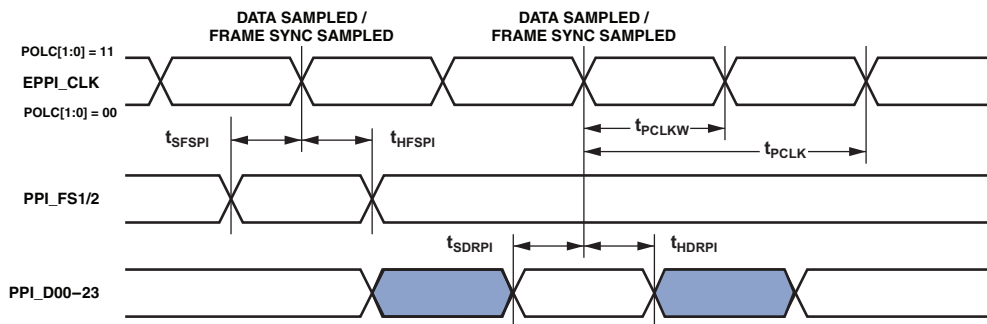 DATA SAMPLED /
FRAME SYNC SAMPLED
DATA SAMPLED /
FRAME SYNC SAMPLED
POLC[1:0] = 11
EPPI_CLK
POLC[1:0] = 00
tSFSPI
tHFSPI
tPCLKW
tPCLK
PPI_FS1/2
tSDRPI
tHDRPI
PPI_D00–23